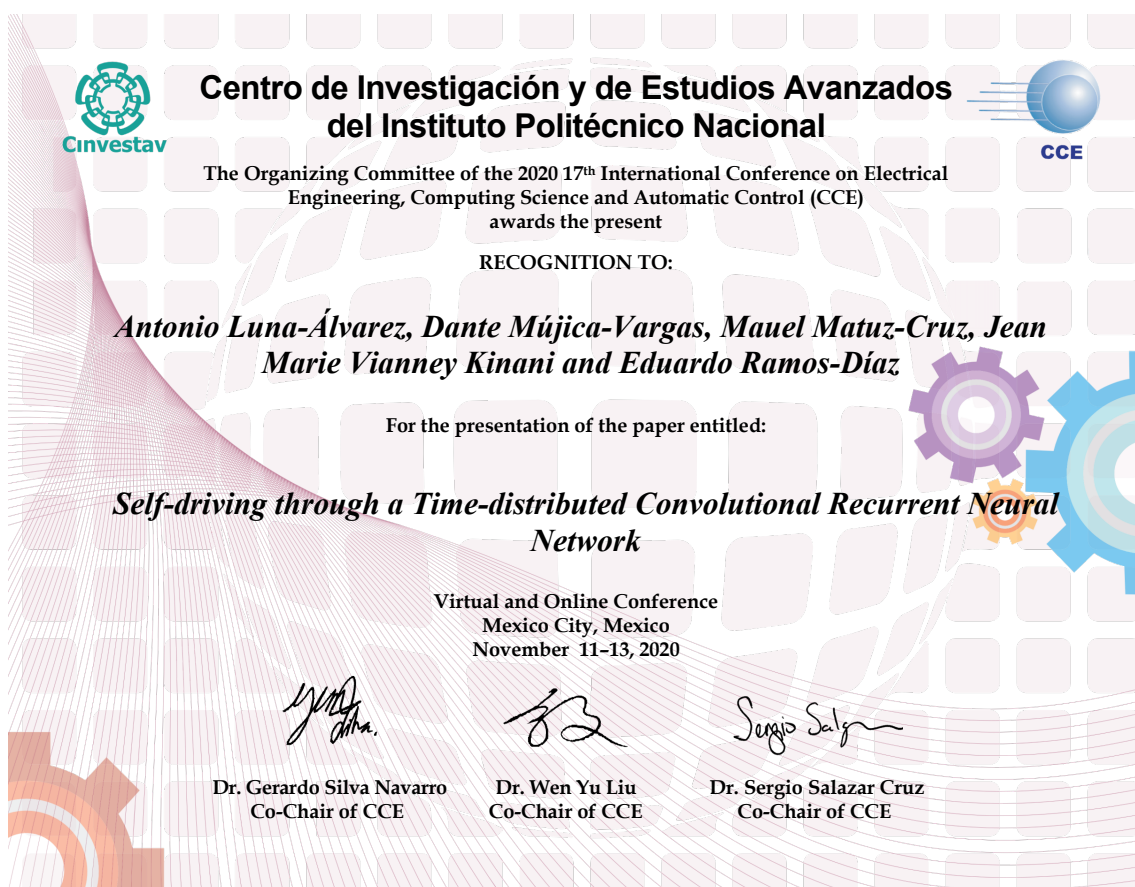 Centro de Investigación y de Estudios Avanzados
del Instituto Politécnico Nacional
Cinvestav
CCE
The Organizing Committee of the 2020 17th International Conference on Electrical
Engineering, Computing Science and Automatic Control (CCE)
awards the present
RECOGNITION TO:
Antonio Luna-Álvarez, Dante Mújica-Vargas, Mauel Matuz-Cruz, Jean
Marie Vianney Kinani and Eduardo Ramos-Díaz
For the presentation of the paper entitled:
Self-driving through a Time-distributed Convolutional Recurrent Neural
Network
Virtual and Online Conference
Mexico City, Mexico
November 11–13, 2020
Sergio Sal
Dr. Gerardo Silva Navarro Dr. Wen Yu Liu Dr. Sergio Salazar Cruz
Co-Chair of CCE Co-Chair of CCE Co-Chair of CCE